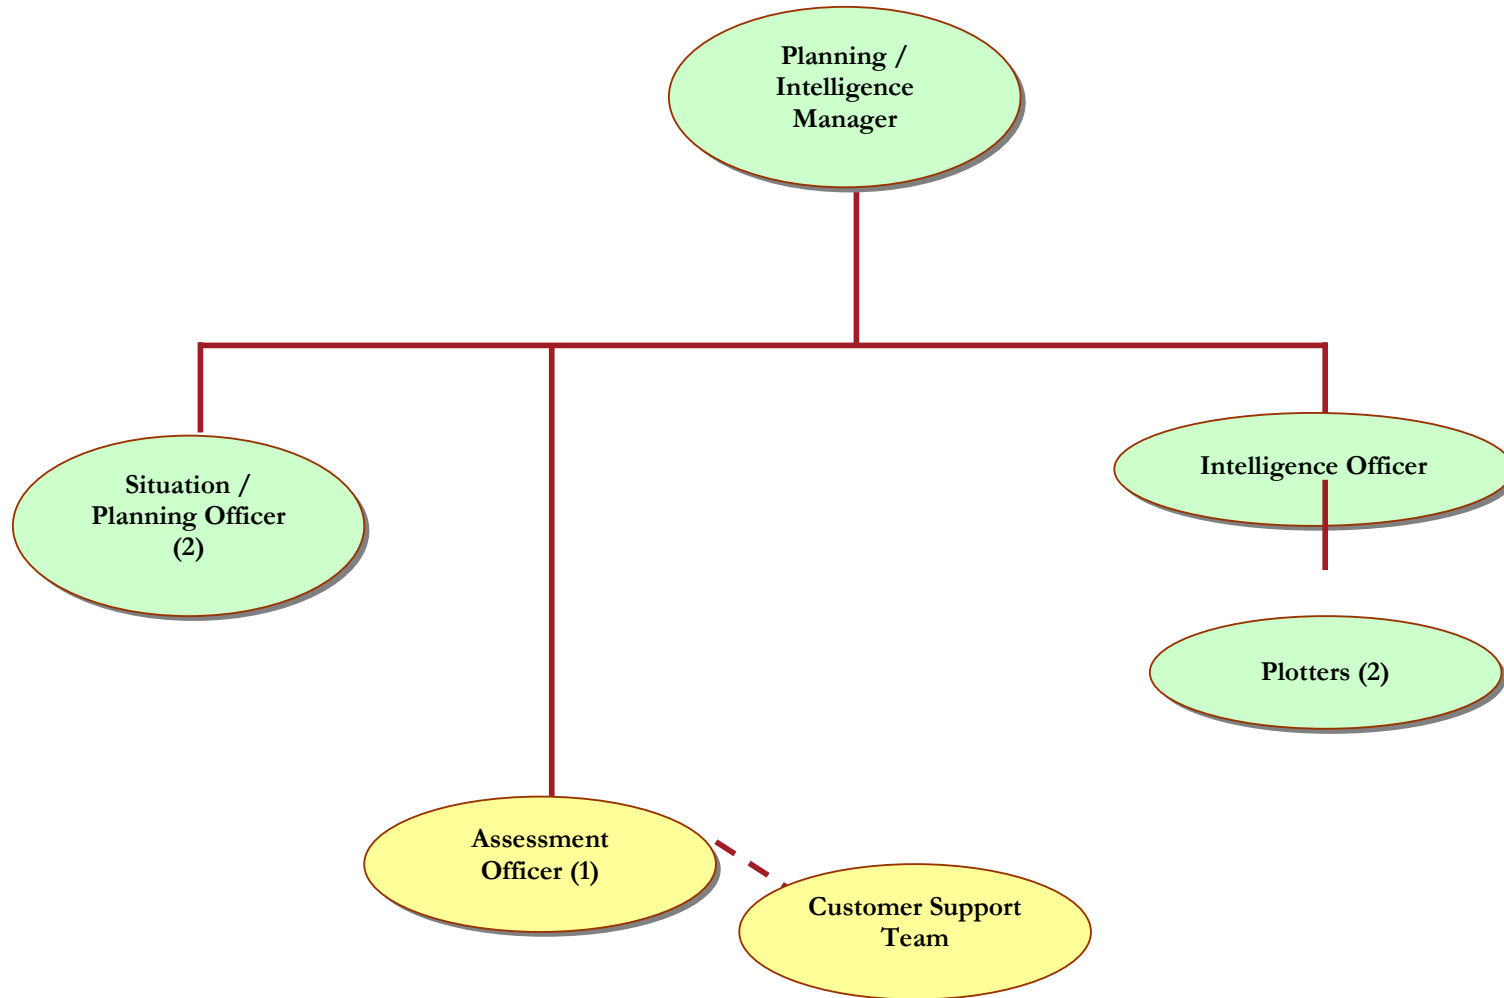 Planning /
Intelligence
Manager
Situation /
Planning Officer
(2)
Intelligence Officer
Plotters (2)
Assessment
Officer (1)
Customer Support
Team